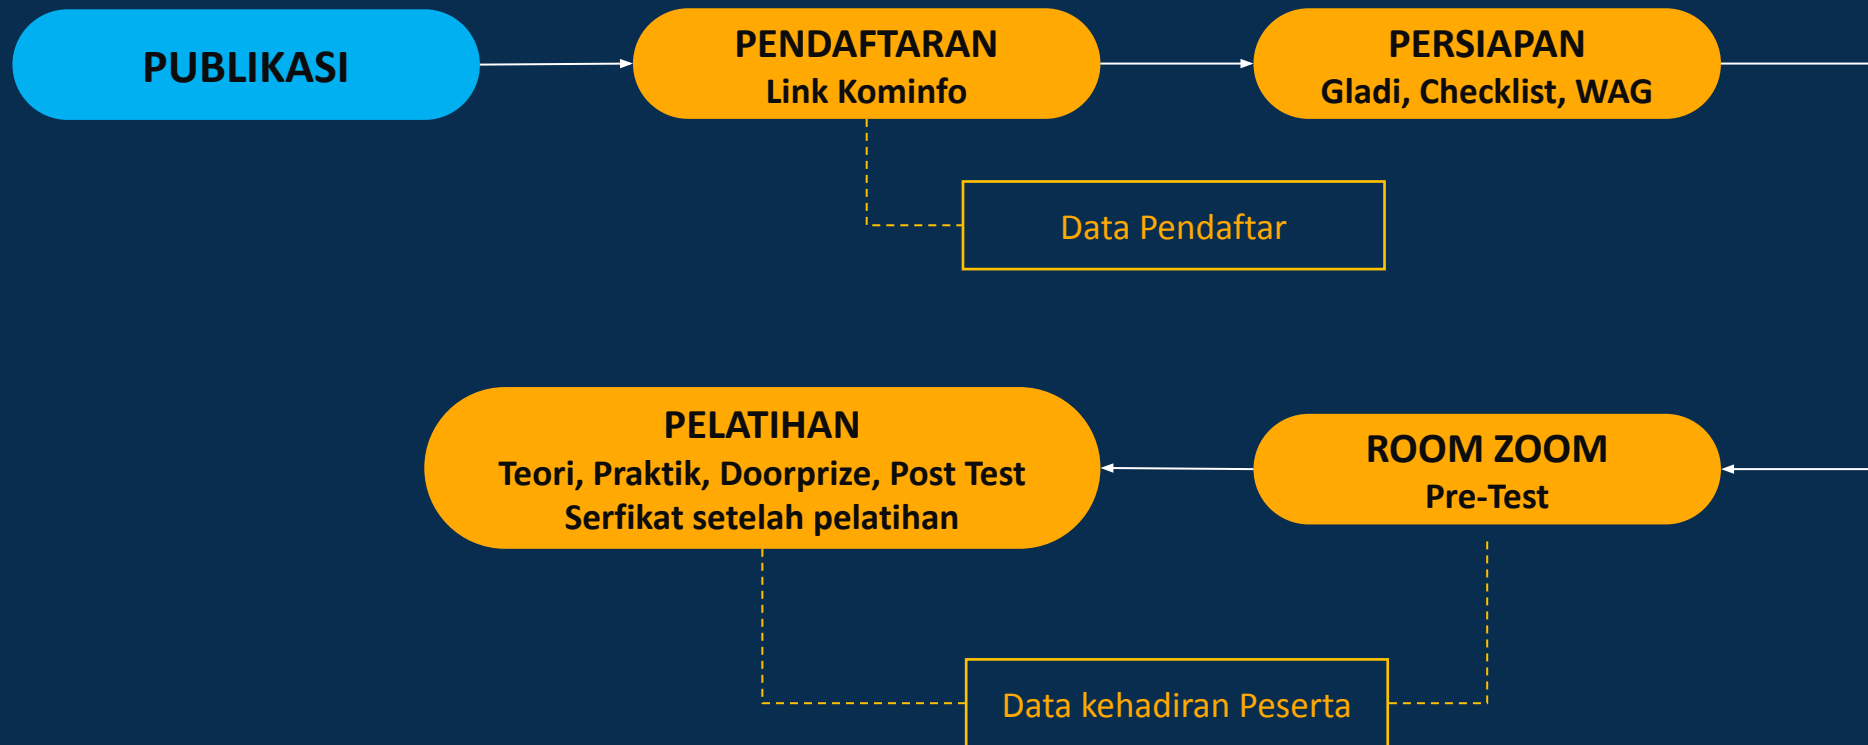 PUBLIKASI
PENDAFTARAN
Link Kominfo
PERSIAPAN
Gladi, Checklist, WAG
Data Pendaftar
PELATIHAN
Teori, Praktik, Doorprize, Post Test
Serfikat setelah pelatihan
ROOM ZOOM
Pre-Test
Data kehadiran Peserta